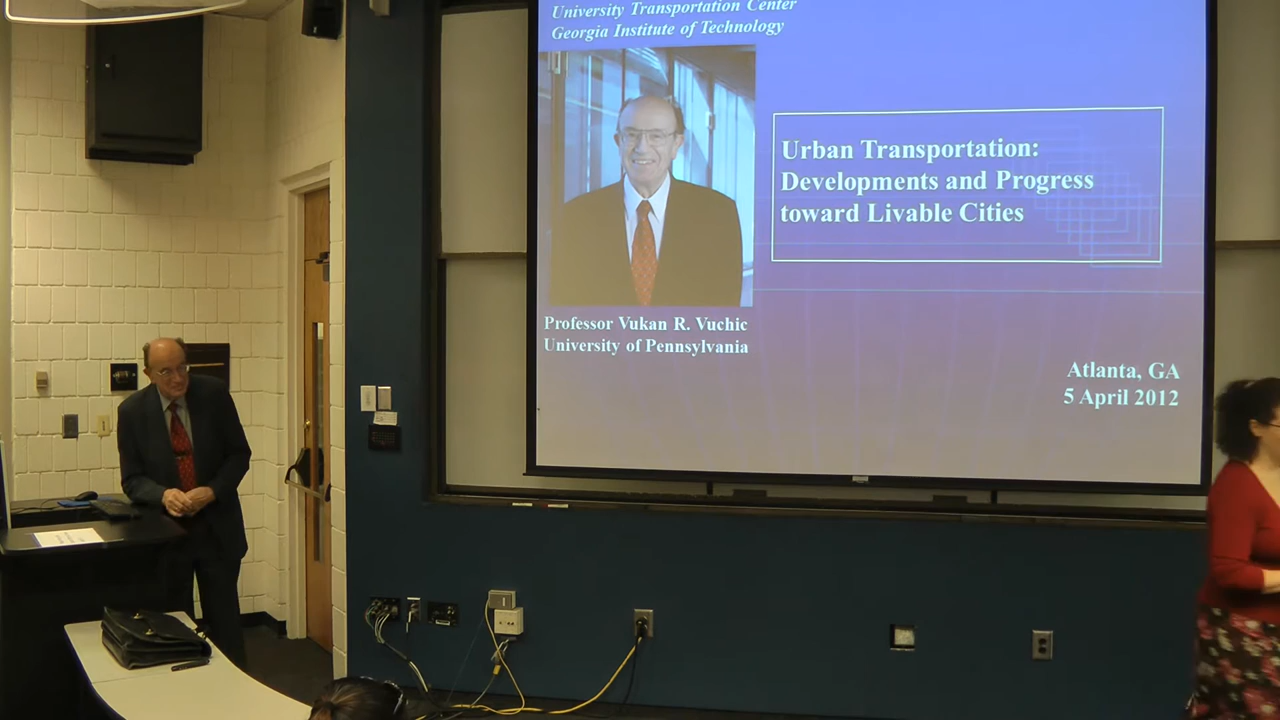 University Transportation Center
Georgia Institute of Technology
Urban Transportation:
Developments and Progress
toward Livable Cities
Professor Vukan R. Vuchic
University of Pennsylvania
Atlanta, GA
5 April 2012